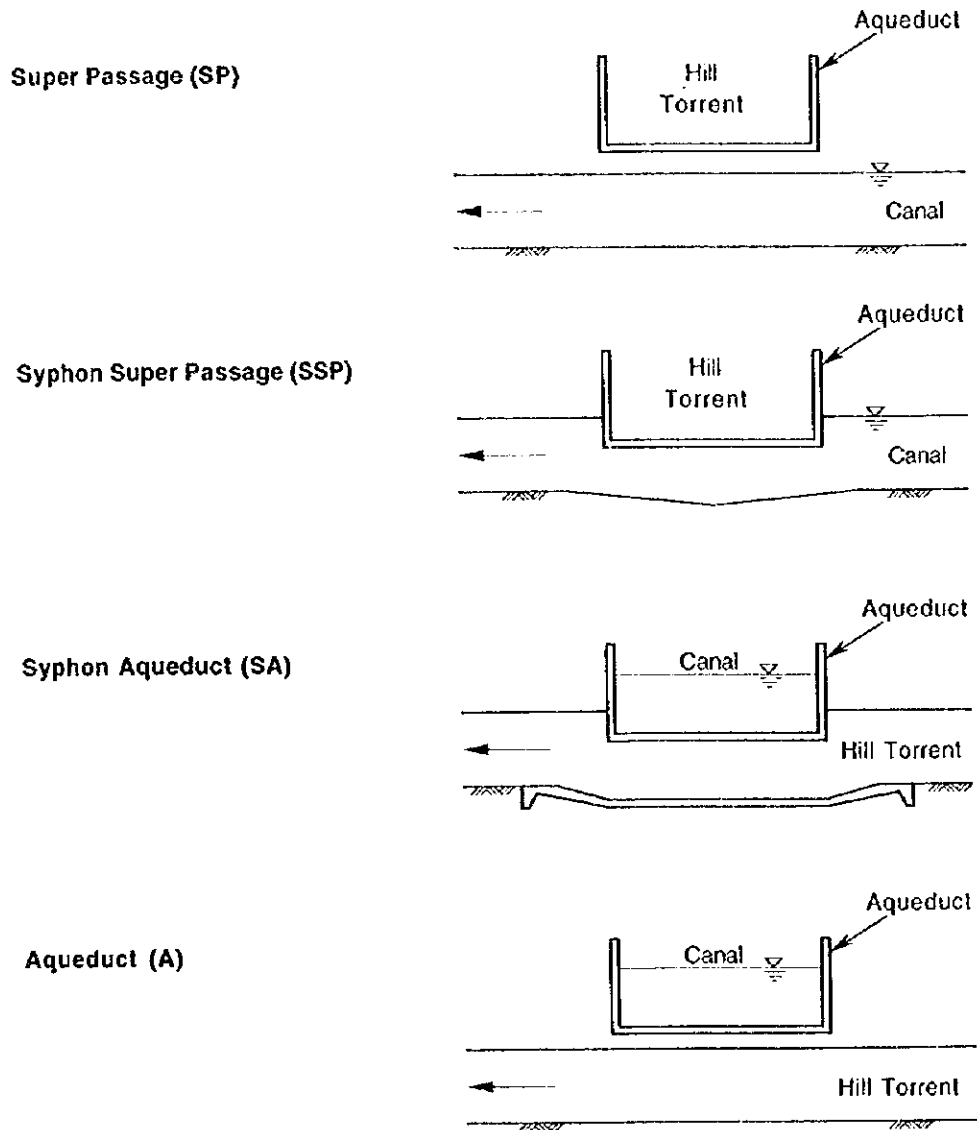 Super Passage (SP)
Aqueduct
Hill
Torrent
Canal
Syphon Super Passage (SSP)
Aqueduct
Hill
Torrent
Canal
Syphon Aqueduct (SA)
Aqueduct
Canal
Hill Torrent
Aqueduct (A)
Aqueduct
Canal
Hill Torrent